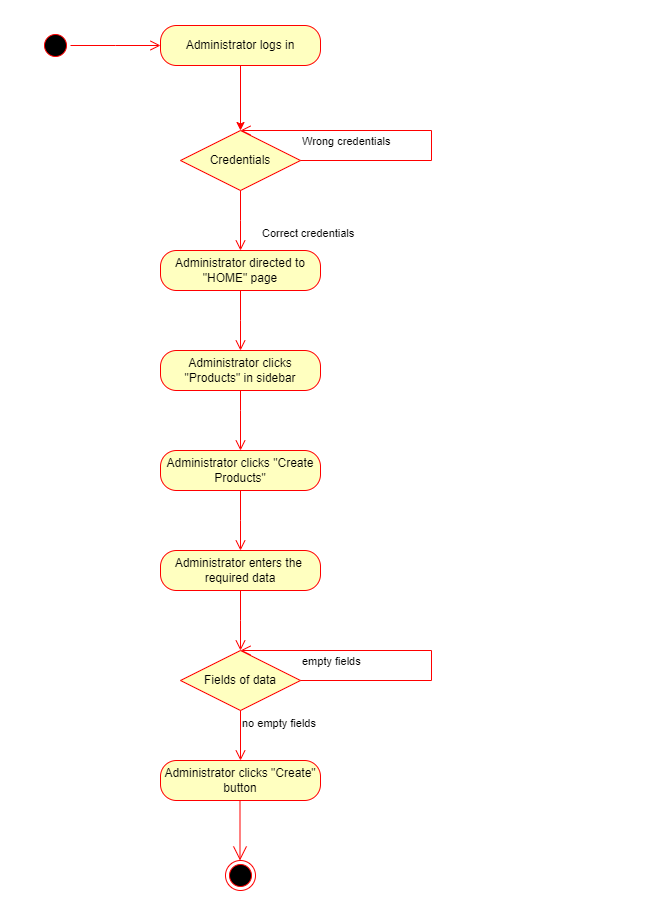 Administrator logs in
Credentials
Wrong credentials
Correct credentials
Administrator directed to
"HOME" page
Administrator clicks
"Products" in sidebar
Administrator clicks "Create
Products"
Administrator enters the
required data
empty fields
Fields of data
no empty fields
Administrator clicks "Create"
button